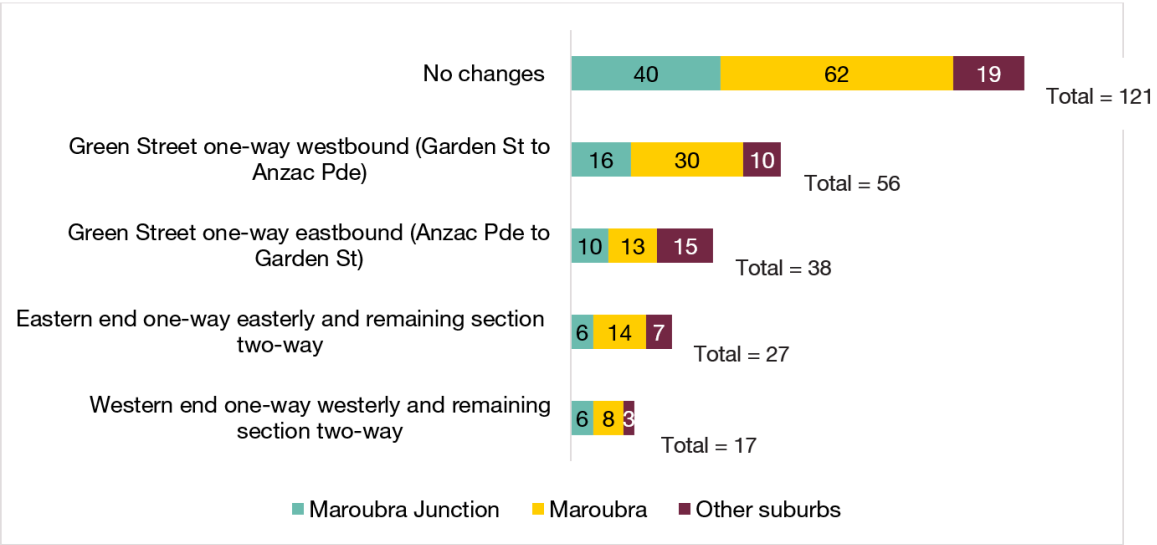 No changes
40 62 19
Total = 121
Green Street one-way westbound (Garden St to
Anzac Pde)
16 30 10
Total = 56
Green Street one-way eastbound (Anzac Pde to
Garden St)
10 13 15
Total = 38
Eastern end one-way easterly and remaining section
two-way
6 14 7
Total = 27
Western end one-way westerly and remaining
section two-way
6 8 3
Total = 17
Maroubra Junction Maroubra Other suburbs